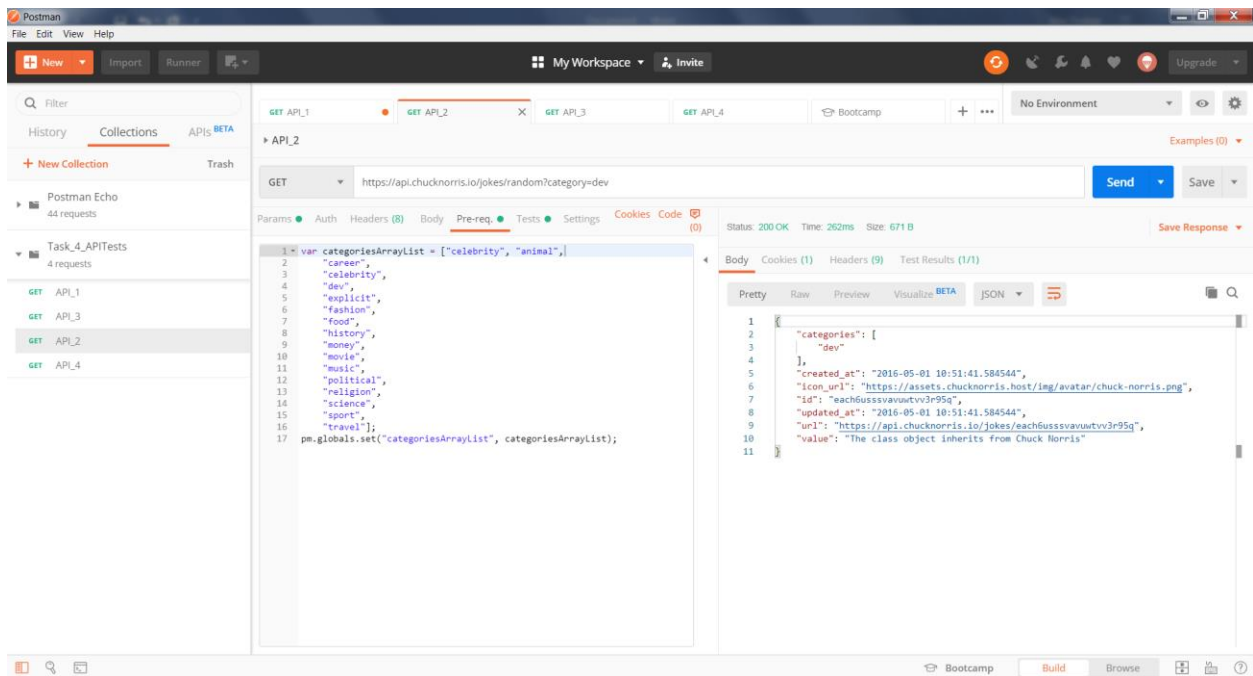 Postman
File Edit View Help
New Import Runner My Workspace Invite Upgrade
Filter
History Collections APIs BETA
+ New Collection Trash
Postman Echo
44 requests
Task_4_APITests
4 requests
GET API_1
GET API_3
GET API_2
GET API_4
GET API_1 GET API_2 X GET API_3 GET API_4 Bootcamp + ••• No Environment
API_2 Examples (0)
GET https://api.chucknorris.io/jokes/random?category=dev Send Save
Params Auth Headers (8) Body Pre-req. Tests Settings Cookies Code (0)
1 var categoriesArrayList = ["celebrity", "animal",
2 "career",
3 "celebrity",
4 "dev",
5 "explicit",
6 "fashion",
7 "food",
8 "history",
9 "money",
10 "movie",
11 "music",
12 "political",
13 "religion",
14 "science",
15 "sport",
16 "travel"];
17 pm.globals.set("categoriesArrayList", categoriesArrayList);
Status: 200 OK Time: 262ms Size: 671 B Save Response
Body Cookies (1) Headers (9) Test Results (1/1)
Pretty Raw Preview Visualize BETA JSON
1 {
2 "categories": [
3 "dev"
4 ],
5 "created_at": "2016-05-01 10:51:41.584544",
6 "icon_url": "https://assets.chucknorris.host/img/avatar/chuck-norris.png",
7 "id": "each6usssvavuwtvv3r95q",
8 "updated_at": "2016-05-01 10:51:41.584544",
9 "url": "https://api.chucknorris.io/jokes/each6usssvavuwtvv3r95q",
10 "value": "The class object inherits from Chuck Norris"
11 }
Bootcamp Build Browse